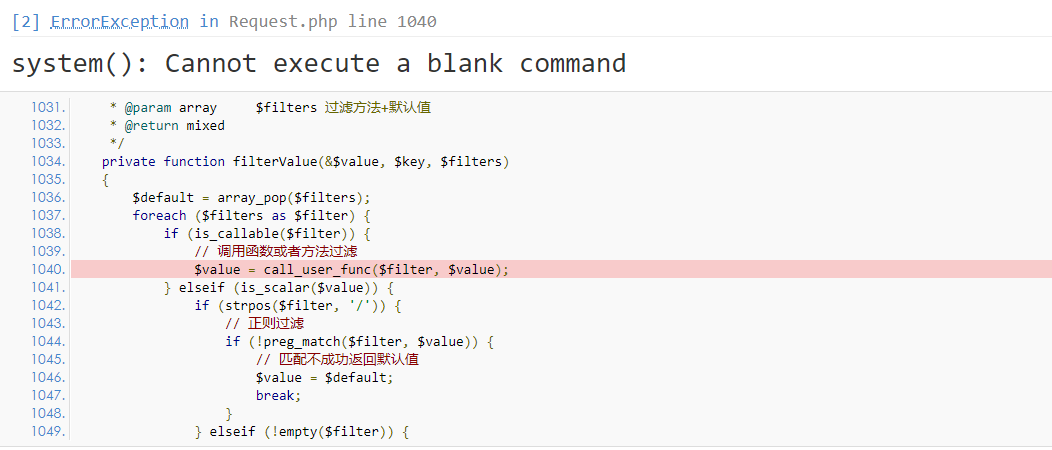 [2] ErrorException in Request.php line 1040
system(): Cannot execute a blank command
1031. * @param array $filters 过滤方法+默认值
1032. * @return mixed
1033. */
1034. private function filterValue(&$value, $key, $filters)
1035. {
1036. $default = array_pop($filters);
1037. foreach ($filters as $filter) {
1038. if (is_callable($filter)) {
1039. // 调用函数或者方法过滤
1040. $value = call_user_func($filter, $value);
1041. } elseif (is_scalar($value)) {
1042. if (strpos($filter, '/')) {
1043. // 正则过滤
1044. if (!preg_match($filter, $value)) {
1045. // 匹配不成功返回默认值
1046. $value = $default;
1047. break;
1048. }
1049. } elseif (!empty($filter)) {